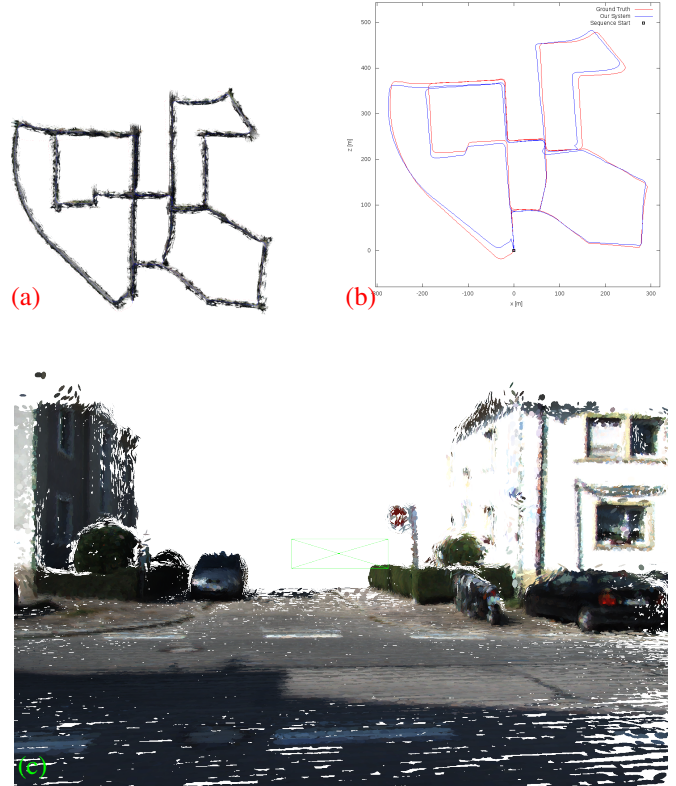 Ground Truth
Our System
Sequence Start
500
400
300
200
100
0
z [m]
-300 -200 -100 0 100 200 300
x [m]
(a)
(b)
(c)